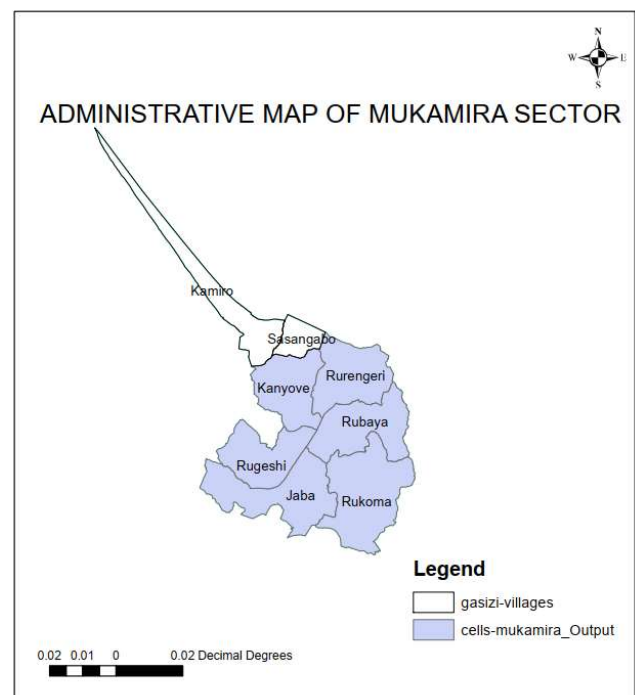 N
W E
S
ADMINISTRATIVE MAP OF MUKAMIRA SECTOR
Kamiro
Sasangabo
Rurengeri
Kanyove
Rubaya
Rugeshi
Jaba
Rukoma
Legend
gasizi-villages
cells-mukamira_Output
0.02 0.01 0 0.02 Decimal Degrees